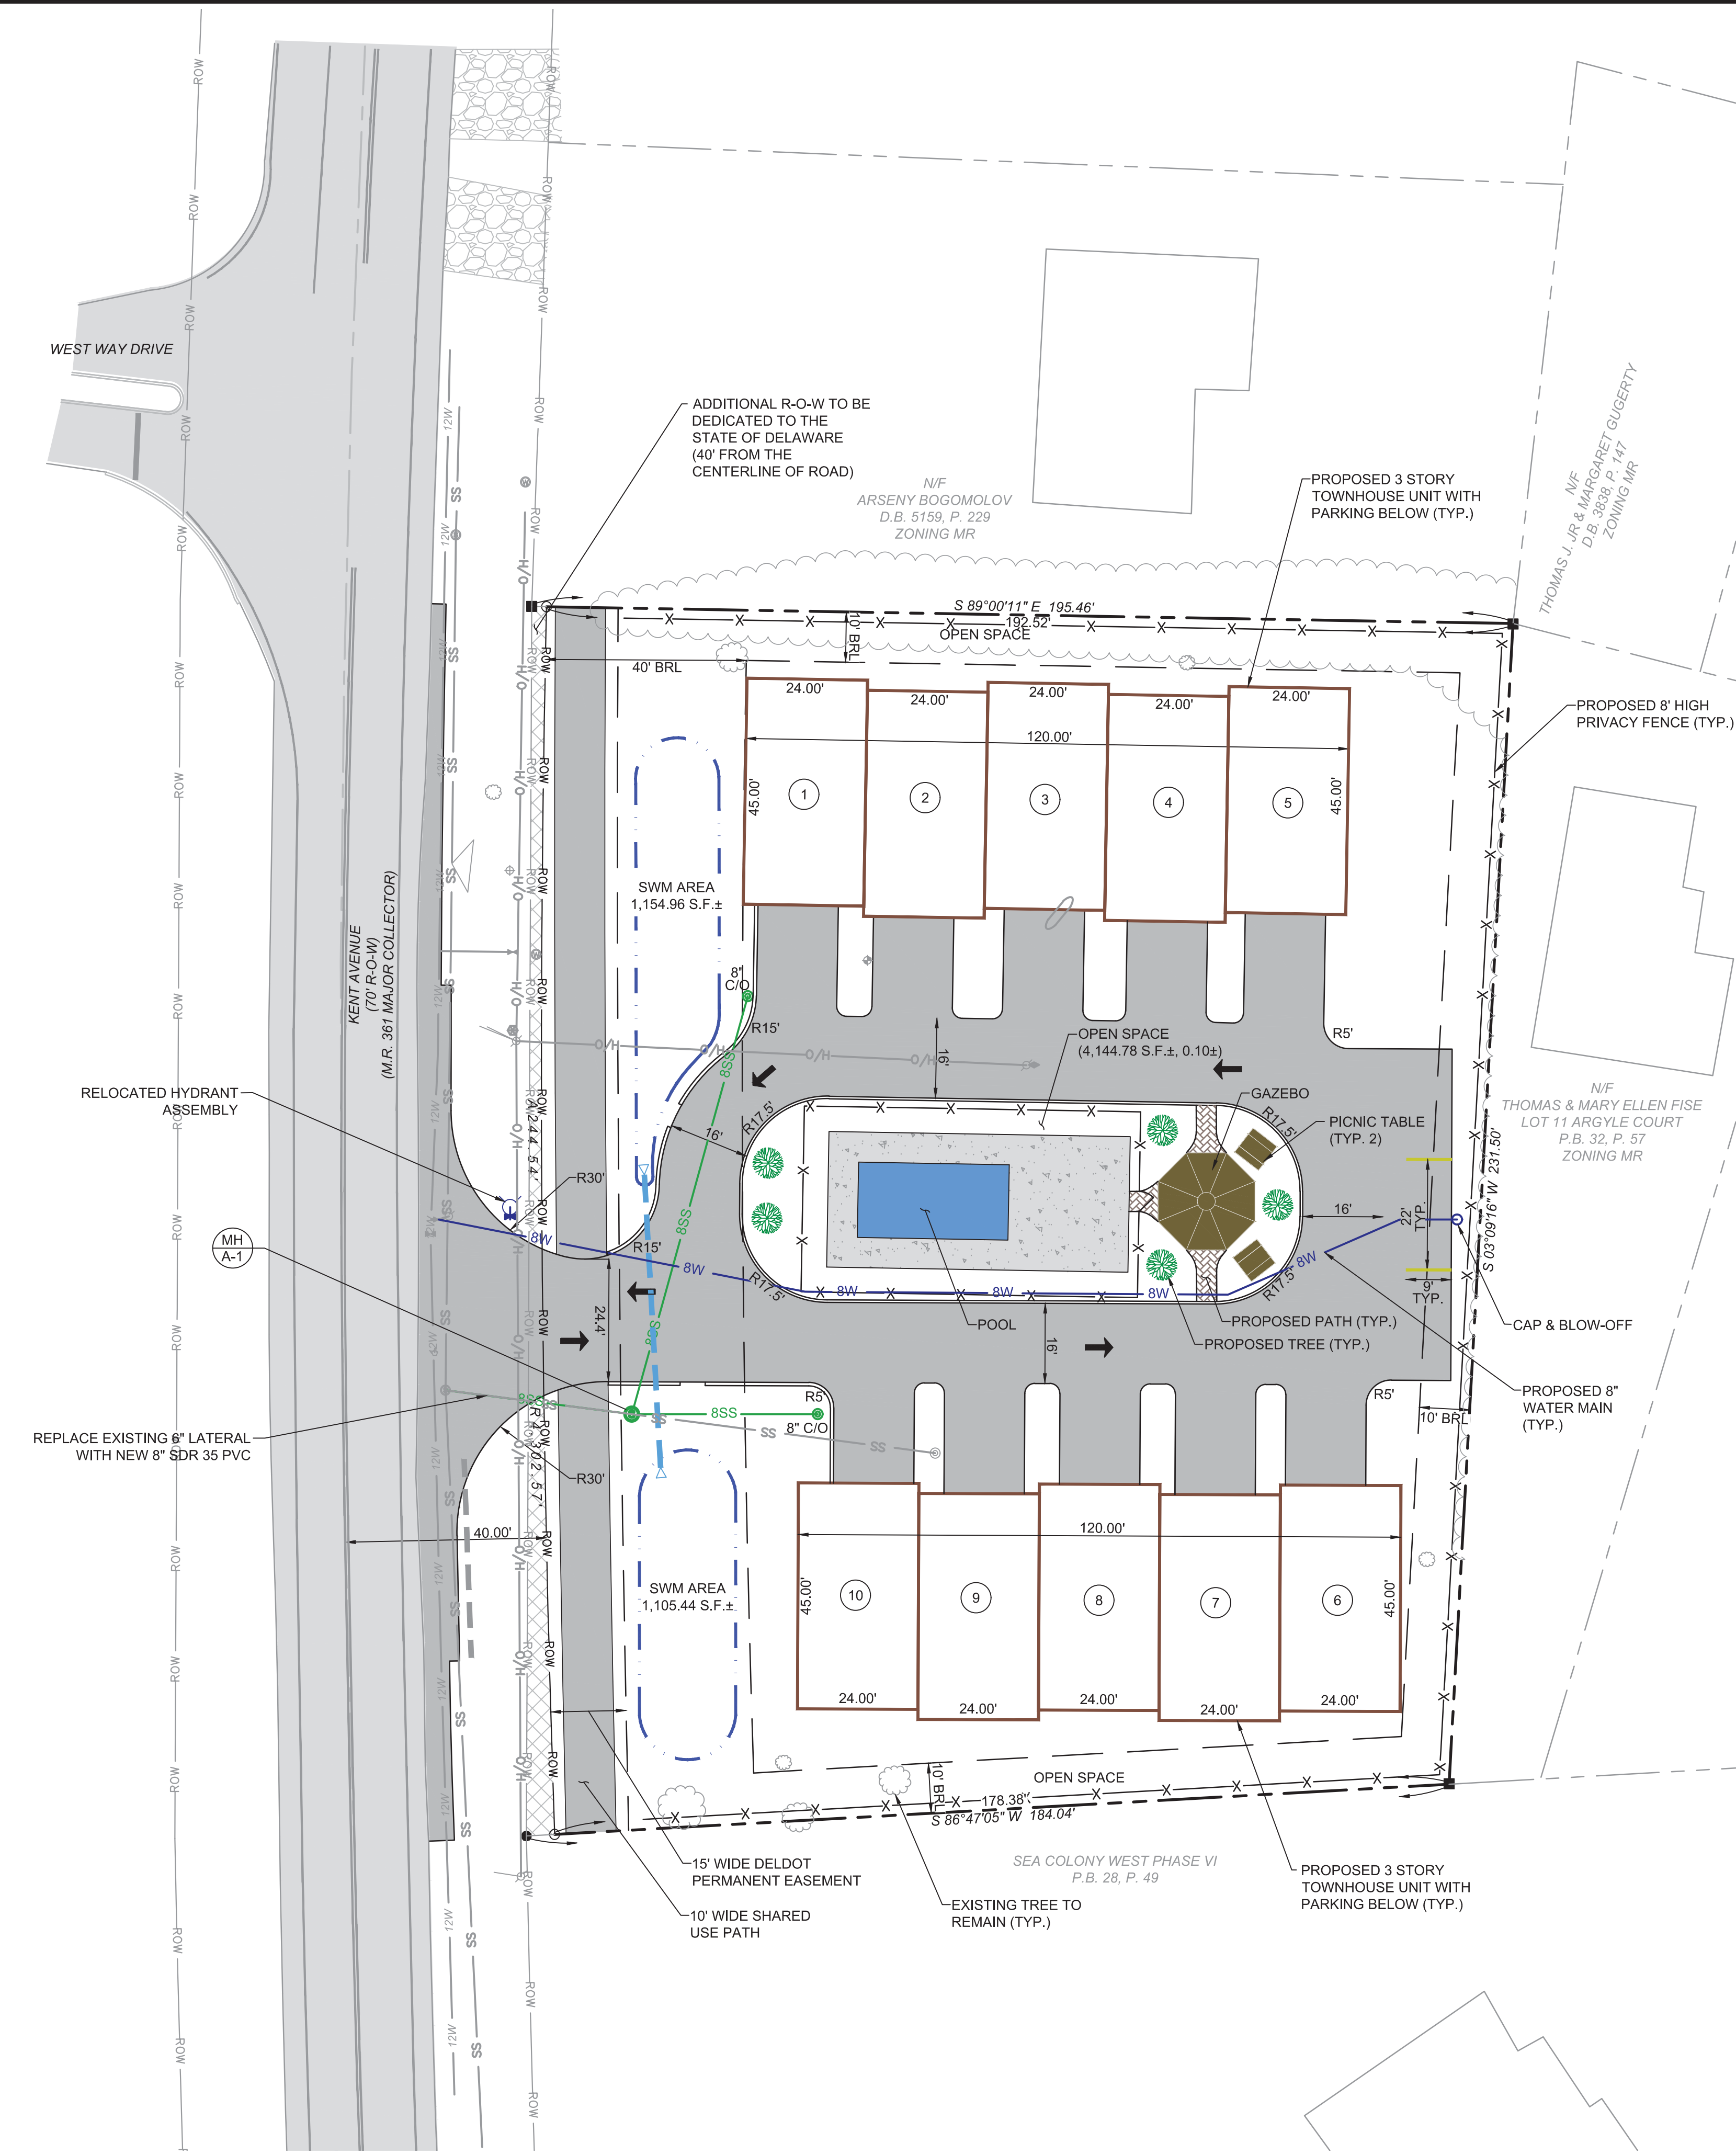 WEST WAY DRIVE
ADDITIONAL R-O-W TO BE
DEDICATED TO THE
STATE OF DELAWARE
(40' FROM THE
CENTERLINE OF ROAD)
N/F
ARSENY BOGOMOLOV
D.B. 5159, P. 229
ZONING MR
PROPOSED 3 STORY
TOWNHOUSE UNIT WITH
PARKING BELOW (TYP.)
N/F
THOMAS J. JR & MARGARET GUGERTY
D.B. 3838, P. 147
ZONING MR
S 89°00'11" E 195.46'
192.52'
OPEN SPACE
10' BRL
40' BRL
PROPOSED 8' HIGH
PRIVACY FENCE (TYP.)
24.00'
24.00'
24.00'
24.00'
24.00'
120.00'
45.00'
1
2
3
4
5
45.00'
SWM AREA
1,154.96 S.F.±
KENT AVENUE
(70' R-O-W)
(M.R. 361 MAJOR COLLECTOR)
8"
C/O
R15'
16'
OPEN SPACE
(4,144.78 S.F.±, 0.10±)
R5'
RELOCATED HYDRANT
ASSEMBLY
GAZEBO
PICNIC TABLE
(TYP. 2)
N/F
THOMAS & MARY ELLEN FISE
LOT 11 ARGYLE COURT
P.B. 32, P. 57
ZONING MR
S 03°09'16" W 231.50'
R17.5'
R17.5'
16'
R30'
16'
22'
TYP.
MH
A-1
8W
R15'
8SS
8W
R17.5'
R17.5'
8W
8W
8W
8W
9'
TYP.
24.4'
8SS
POOL
16'
PROPOSED PATH (TYP.)
PROPOSED TREE (TYP.)
CAP & BLOW-OFF
R5'
R5'
PROPOSED 8"
WATER MAIN
(TYP.)
10' BRL
8SS
8SS
8" C/O
SS
SS
REPLACE EXISTING 6" LATERAL
WITH NEW 8" SDR 35 PVC
R30'
40.00'
120.00'
SWM AREA
1,105.44 S.F.±
45.00'
10
9
8
7
6
45.00'
24.00'
24.00'
24.00'
24.00'
24.00'
10' BRL
OPEN SPACE
178.38'
S 86°47'05" W 184.04'
15' WIDE DELDOT
PERMANENT EASEMENT
10' WIDE SHARED
USE PATH
SEA COLONY WEST PHASE VI
P.B. 28, P. 49
EXISTING TREE TO
REMAIN (TYP.)
PROPOSED 3 STORY
TOWNHOUSE UNIT WITH
PARKING BELOW (TYP.)